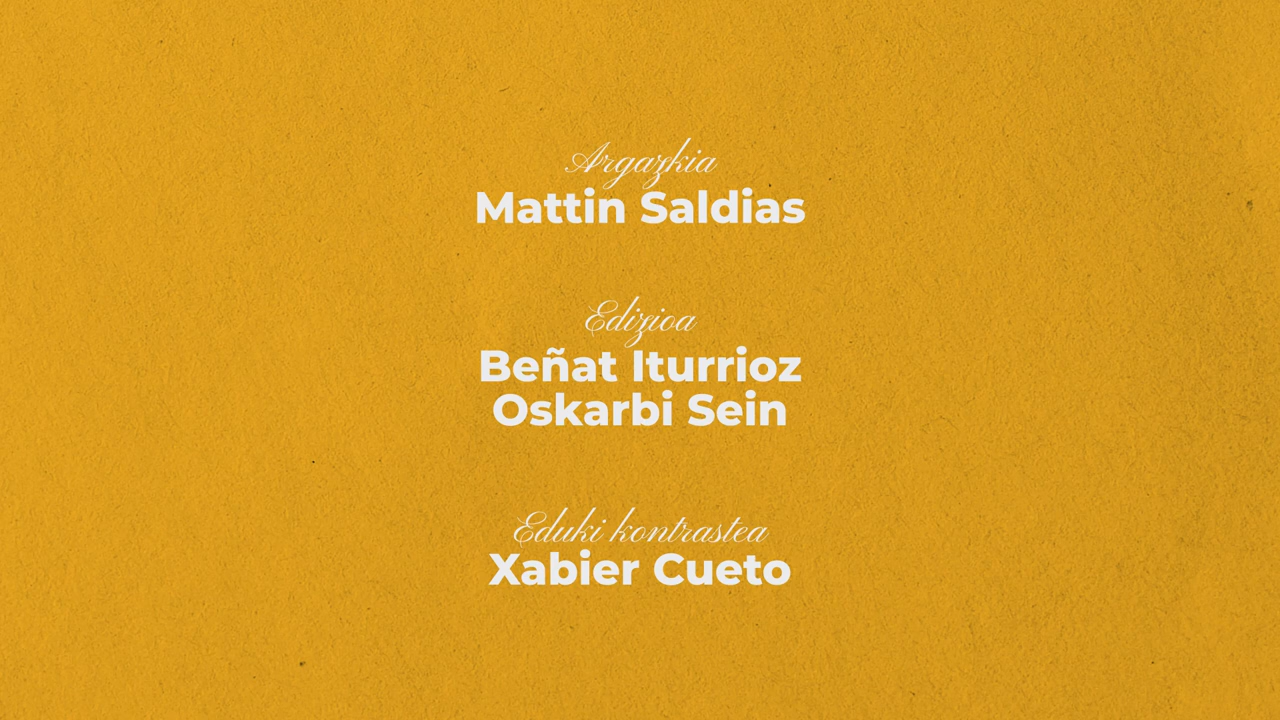 Argazkia
Mattin Saldias
Edizioa
Beñat Iturrioz
Oskarbi Sein
Eduki kontrastea
Xabier Cueto